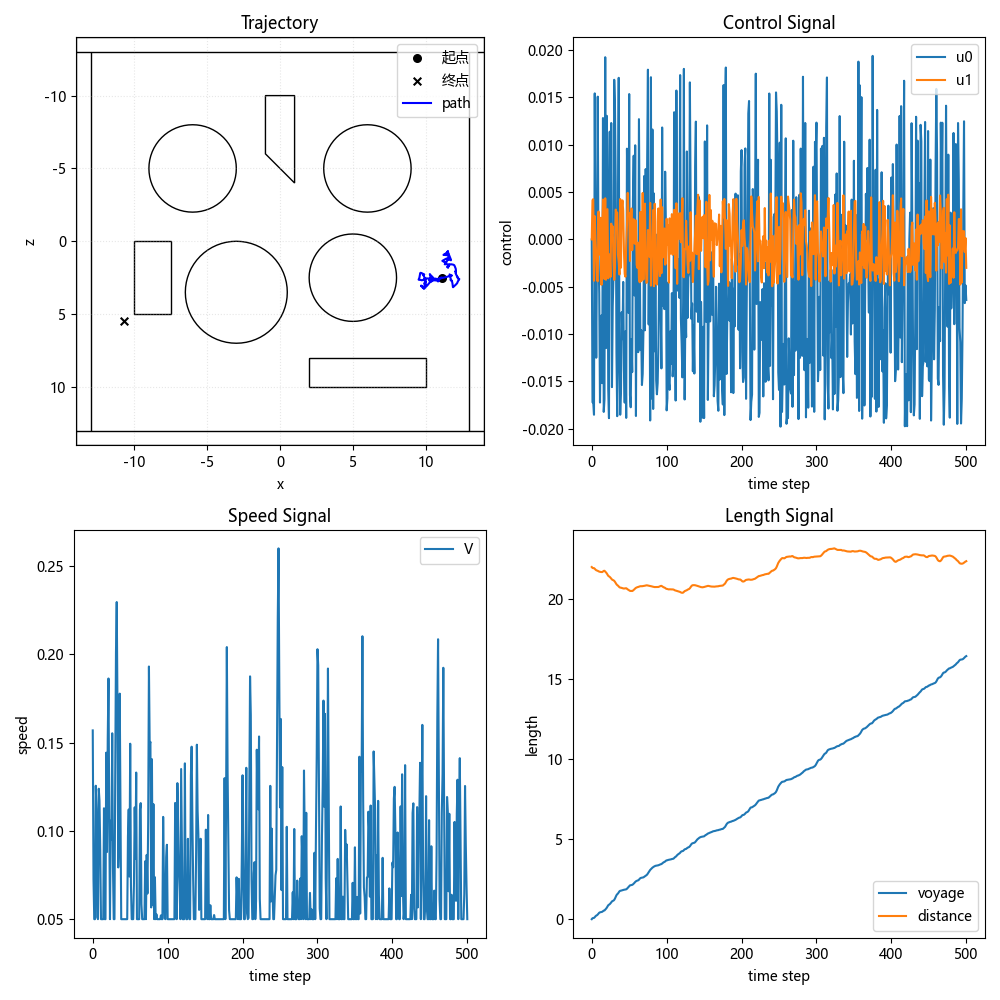 Trajectory
起点
终点
path
-10
-5
0
5
10
z
-10
-5
0
5
10
x
Control Signal
u0
u1
0.020
0.015
0.010
0.005
0.000
-0.005
-0.010
-0.015
-0.020
control
0
100
200
300
400
500
time step
Speed Signal
V
0.25
0.20
0.15
0.10
0.05
speed
0
100
200
300
400
500
time step
Length Signal
20
15
10
5
0
length
voyage
distance
0
100
200
300
400
500
time step